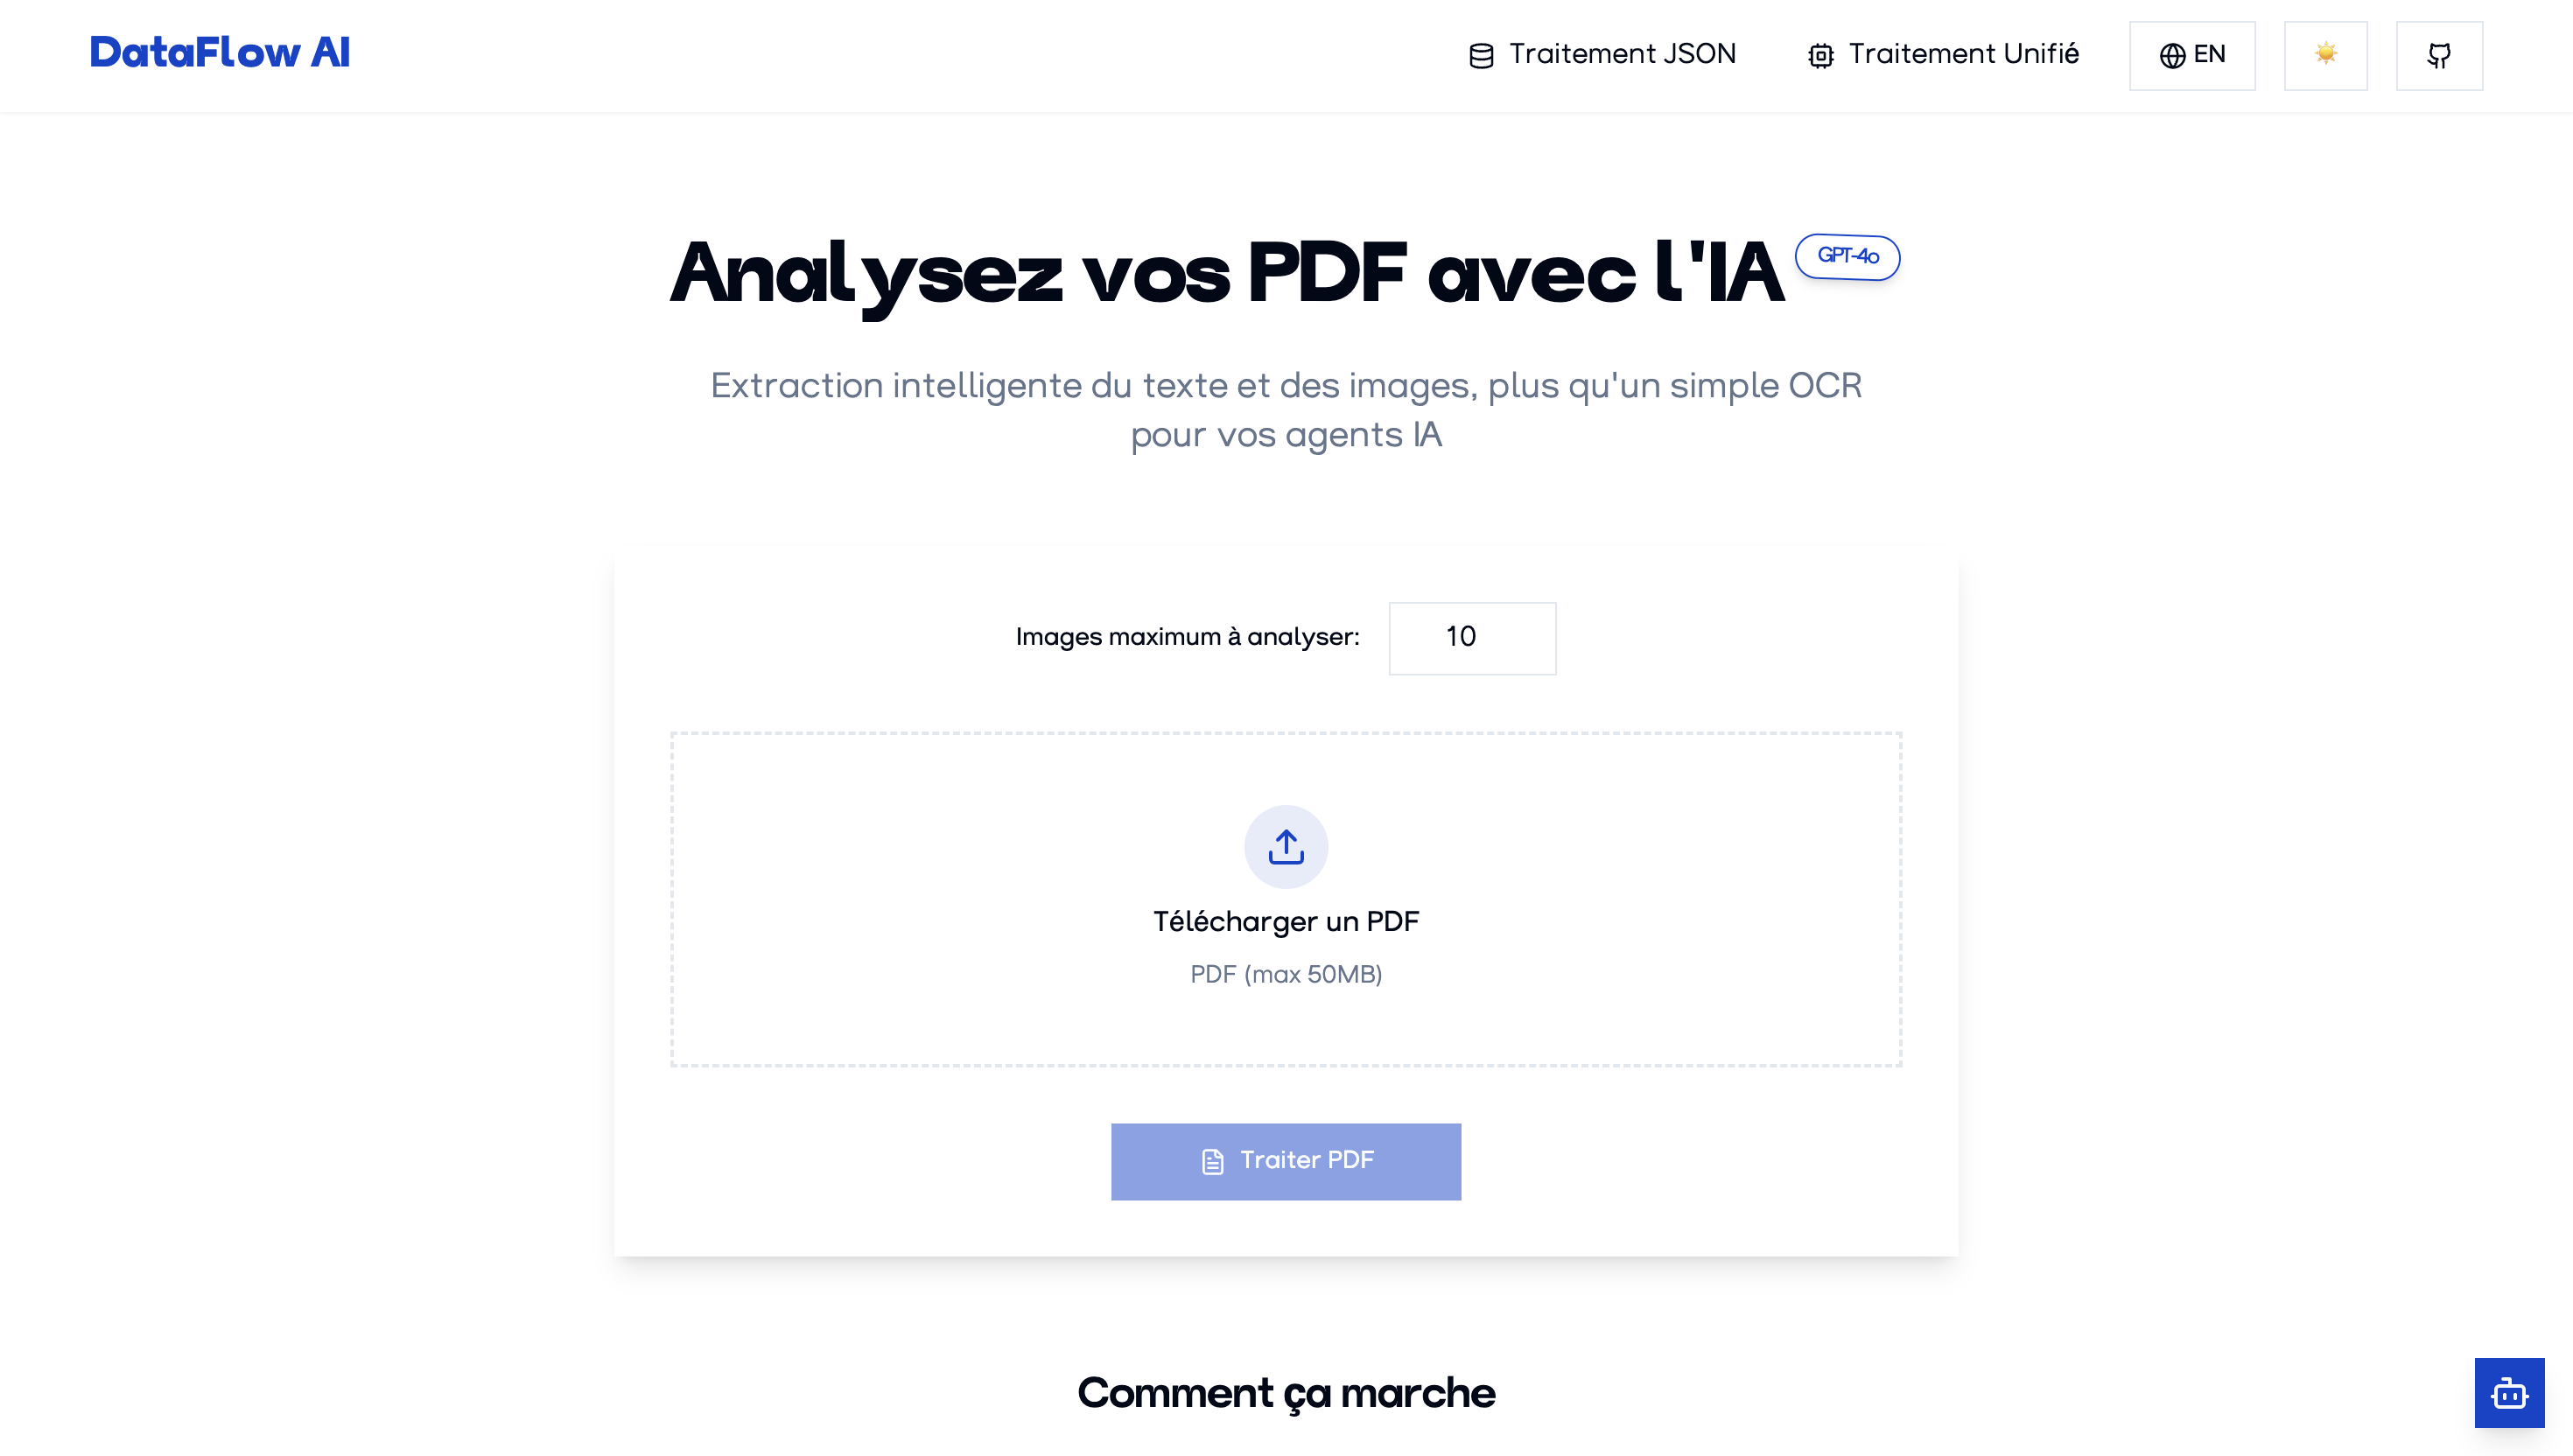 DataFlow AI
Traitement JSON
Traitement Unifié
EN
Analysez vos PDF avec l'IA
GPT-4o
Extraction intelligente du texte et des images, plus qu'un simple OCR
pour vos agents IA
Images maximum à analyser:
10
Télécharger un PDF
PDF (max 50MB)
Traiter PDF
Comment ça marche